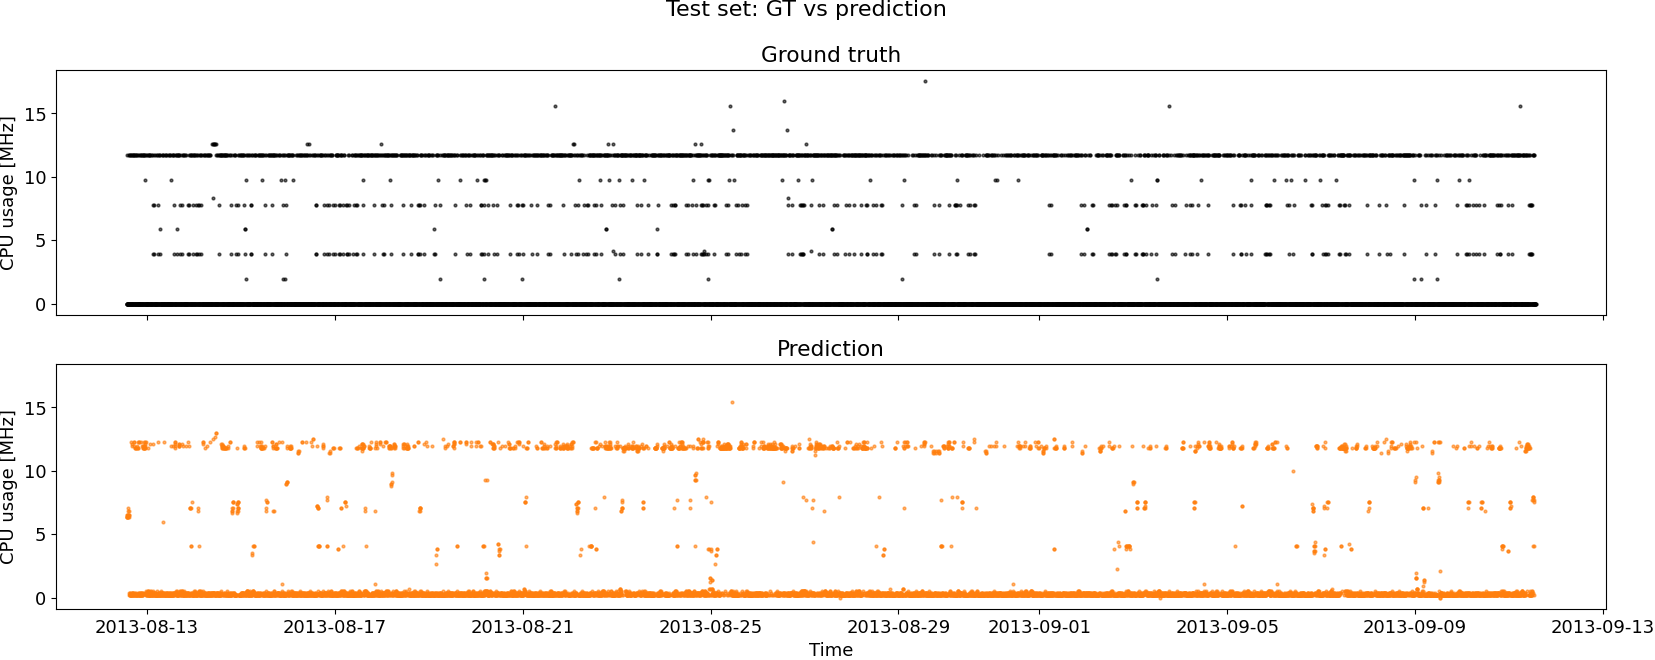 Test set: GT vs prediction
Ground truth
CPU usage [MHz]
15
10
5
0
Prediction
CPU usage [MHz]
15
10
5
0
2013-08-13 2013-08-17 2013-08-21 2013-08-25 2013-08-29 2013-09-01 2013-09-05 2013-09-09 2013-09-13
Time